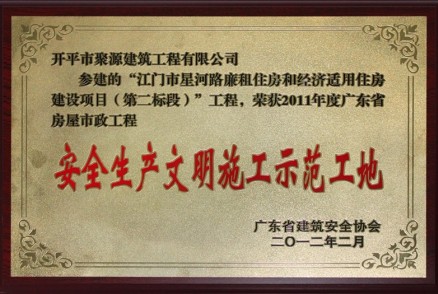 开平市聚源建筑工程有限公司
参建的“江门市星河路廉租住房和经济适用住房
建设项目（第二标段）”工程，荣获2011年度广东省
房屋市政工程
安全生产文明施工示范工地
广东省建筑安全协会
二〇一二年二月